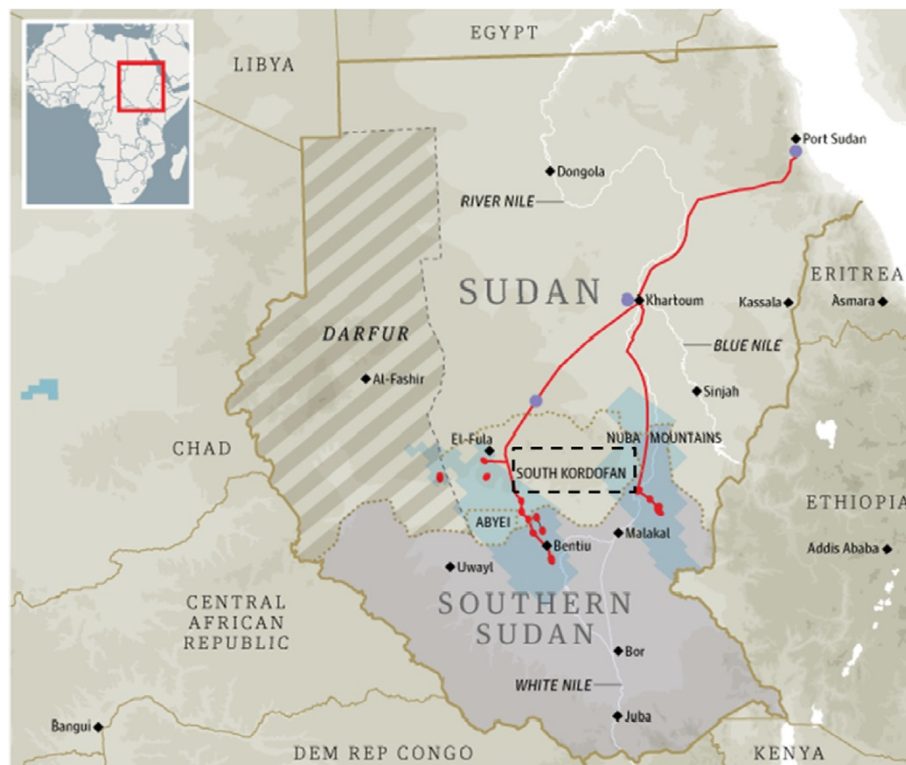 EGYPT
LIBYA
Port Sudan
Dongola
RIVER NILE
SUDAN
ERITREA
Khartoum
Kassala
Asmara
DARFUR
BLUE NILE
Al-Fashir
Sinjah
CHAD
El-Fula
NUBA MOUNTAINS
SOUTH KORDOFAN
ETHIOPIA
ABYEI
Malakal
Bentiu
Addis Ababa
Uwayl
CENTRAL
AFRICAN
REPUBLIC
SOUTHERN
SUDAN
Bor
WHITE NILE
Juba
Bangui
DEM REP CONGO
KENYA